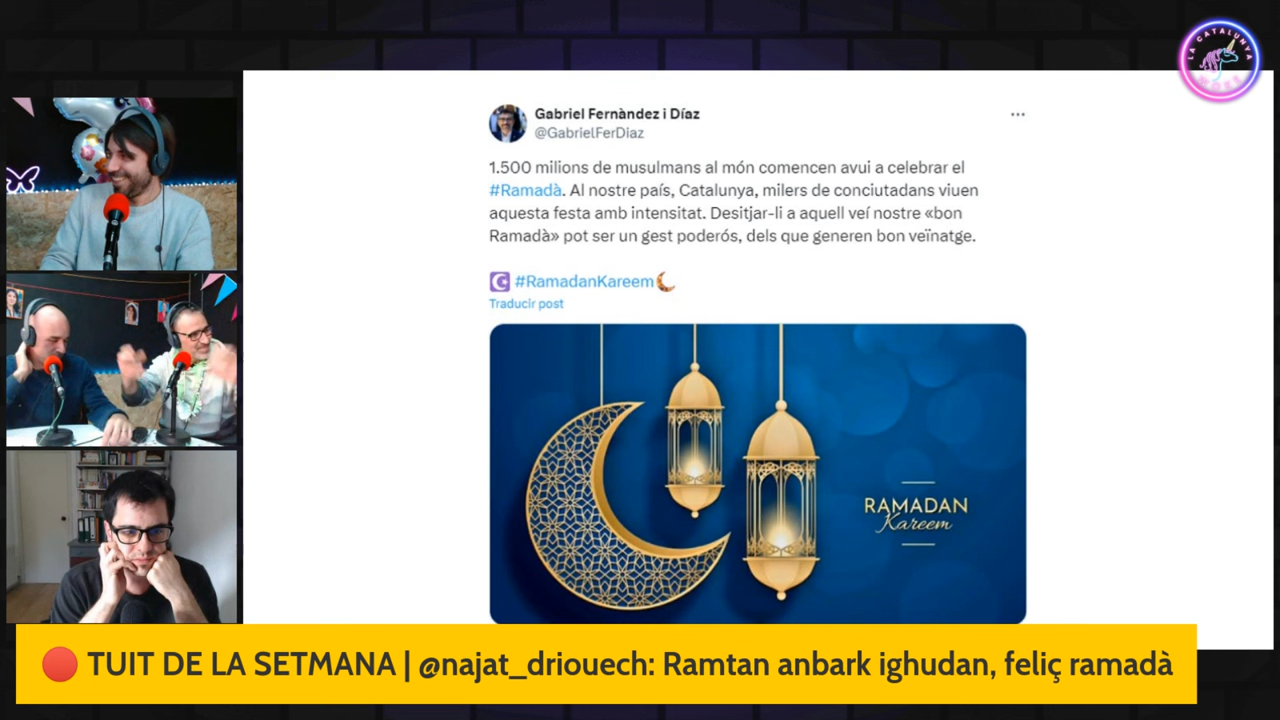 LA CATALUNYA
Gabriel Fernàndez i Díaz
@GabrielFerDiaz
1.500 milions de musulmans al món comencen avui a celebrar el
#Ramadà. Al nostre país, Catalunya, milers de conciutadans viuen
aquesta festa amb intensitat. Desitjar-li a aquell veí nostre «bon
Ramadà» pot ser un gest poderós, dels que generen bon veïnatge.
#RamadanKareem
Traducir post
RAMADAN
Kareem
TUIT DE LA SETMANA | @najat_driouech: Ramtan anbark ighudan, feliç ramadà